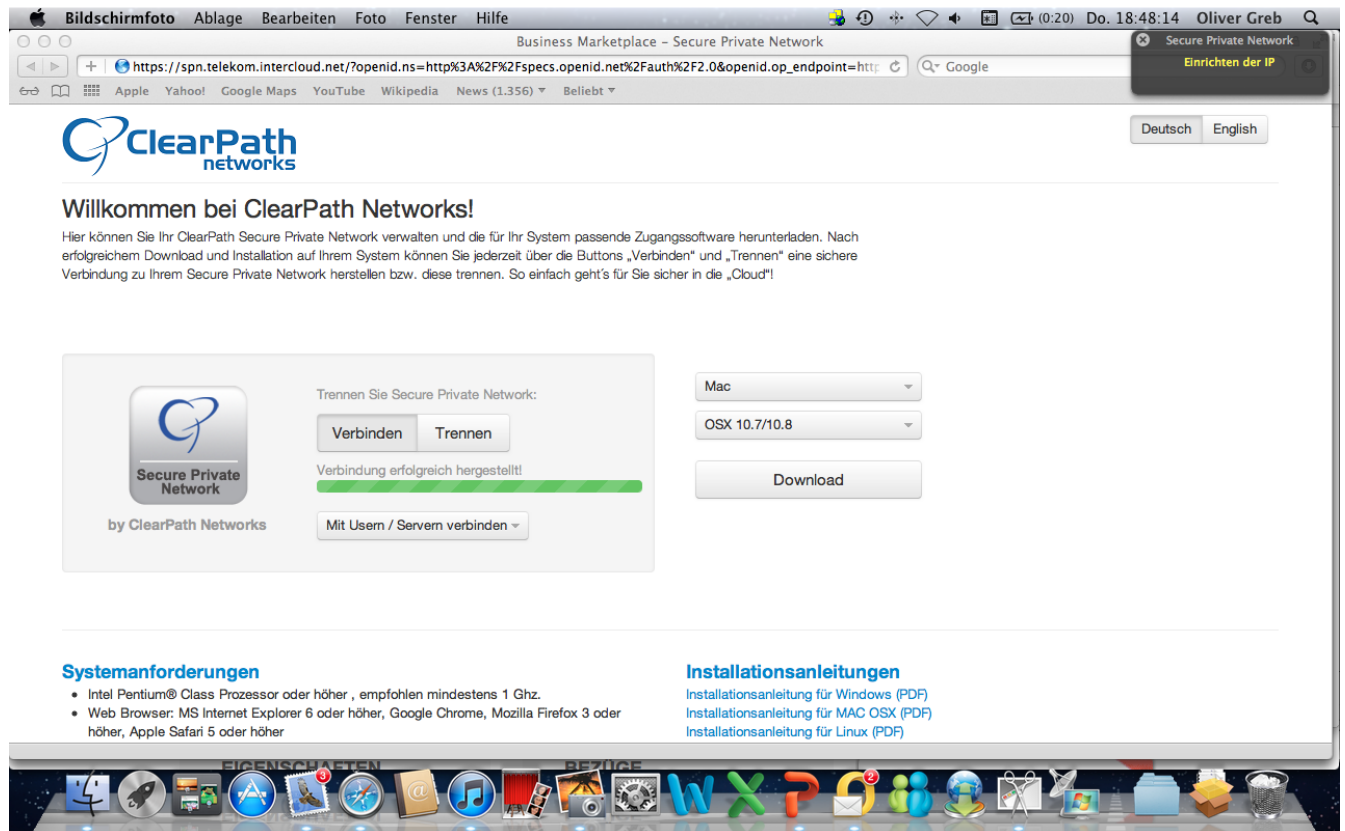 Bildschirmfoto Ablage Bearbeiten Foto Fenster Hilfe (0:20) Do. 18:48:14 Oliver Greb
Business Marketplace – Secure Private Network
Secure Private Network
Einrichten der IP
https://spn.telekom.intercloud.net/?openid.ns=http%3A%2F%2Fspecs.openid.net%2Fauth%2F2.0&openid.op_endpoint=http Google
Apple Yahoo! Google Maps YouTube Wikipedia News (1.356) Beliebt
ClearPath
networks
Deutsch English
Willkommen bei ClearPath Networks!
Hier können Sie Ihr ClearPath Secure Private Network verwalten und die für Ihr System passende Zugangssoftware herunterladen. Nach
erfolgreichem Download und Installation auf Ihrem System können Sie jederzeit über die Buttons „Verbinden" und „Trennen" eine sichere
Verbindung zu Ihrem Secure Private Network herstellen bzw. diese trennen. So einfach geht´s für Sie sicher in die „Cloud"!
Secure Private
Network
by ClearPath Networks
Trennen Sie Secure Private Network:
Verbinden Trennen
Verbindung erfolgreich hergestellt!
Mit Usern / Servern verbinden
Mac
OSX 10.7/10.8
Download
Systemanforderungen
• Intel Pentium® Class Prozessor oder höher , empfohlen mindestens 1 Ghz.
• Web Browser: MS Internet Explorer 6 oder höher, Google Chrome, Mozilla Firefox 3 oder
höher, Apple Safari 5 oder höher
Installationsanleitungen
Installationsanleitung für Windows (PDF)
Installationsanleitung für MAC OSX (PDF)
Installationsanleitung für Linux (PDF)
EIGENSCHAFTEN BEZÜGE
3
2